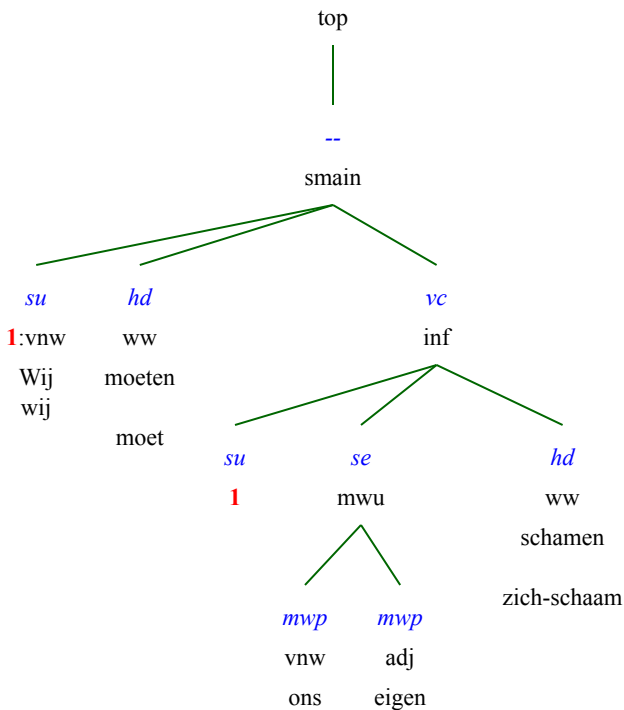 top
--
smain
su hd vc
1:vnw ww inf
Wij moeten
wij
moet
su se hd
1 mwu ww
schamen
zich-schaam
mwp mwp
vnw adj
ons eigen